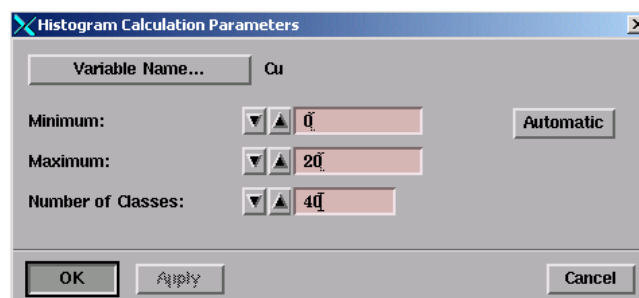 Histogram Calculation Parameters
Variable Name... Cu
Minimum: 0 Automatic
Maximum: 20
Number of Classes: 40
OK Apply Cancel